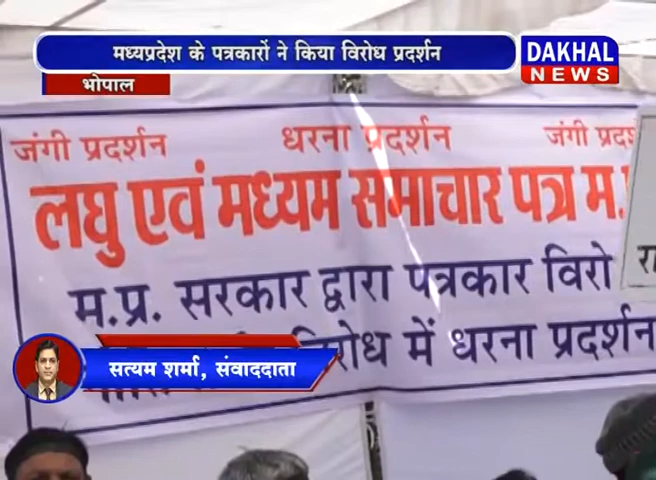 मध्यप्रदेश के पत्रकारों ने किया विरोध प्रदर्शन
DAKHAL
NEWS
भोपाल
जंगी प्रदर्शन धरना प्रदर्शन जंगी प्रदर्श
लघु एवं मध्यम समाचार पत्र म.
म.प्र. सरकार द्वारा पत्रकार विरो
विरोध में धरना प्रदर्शन
सत्यम शर्मा, संवाददाता